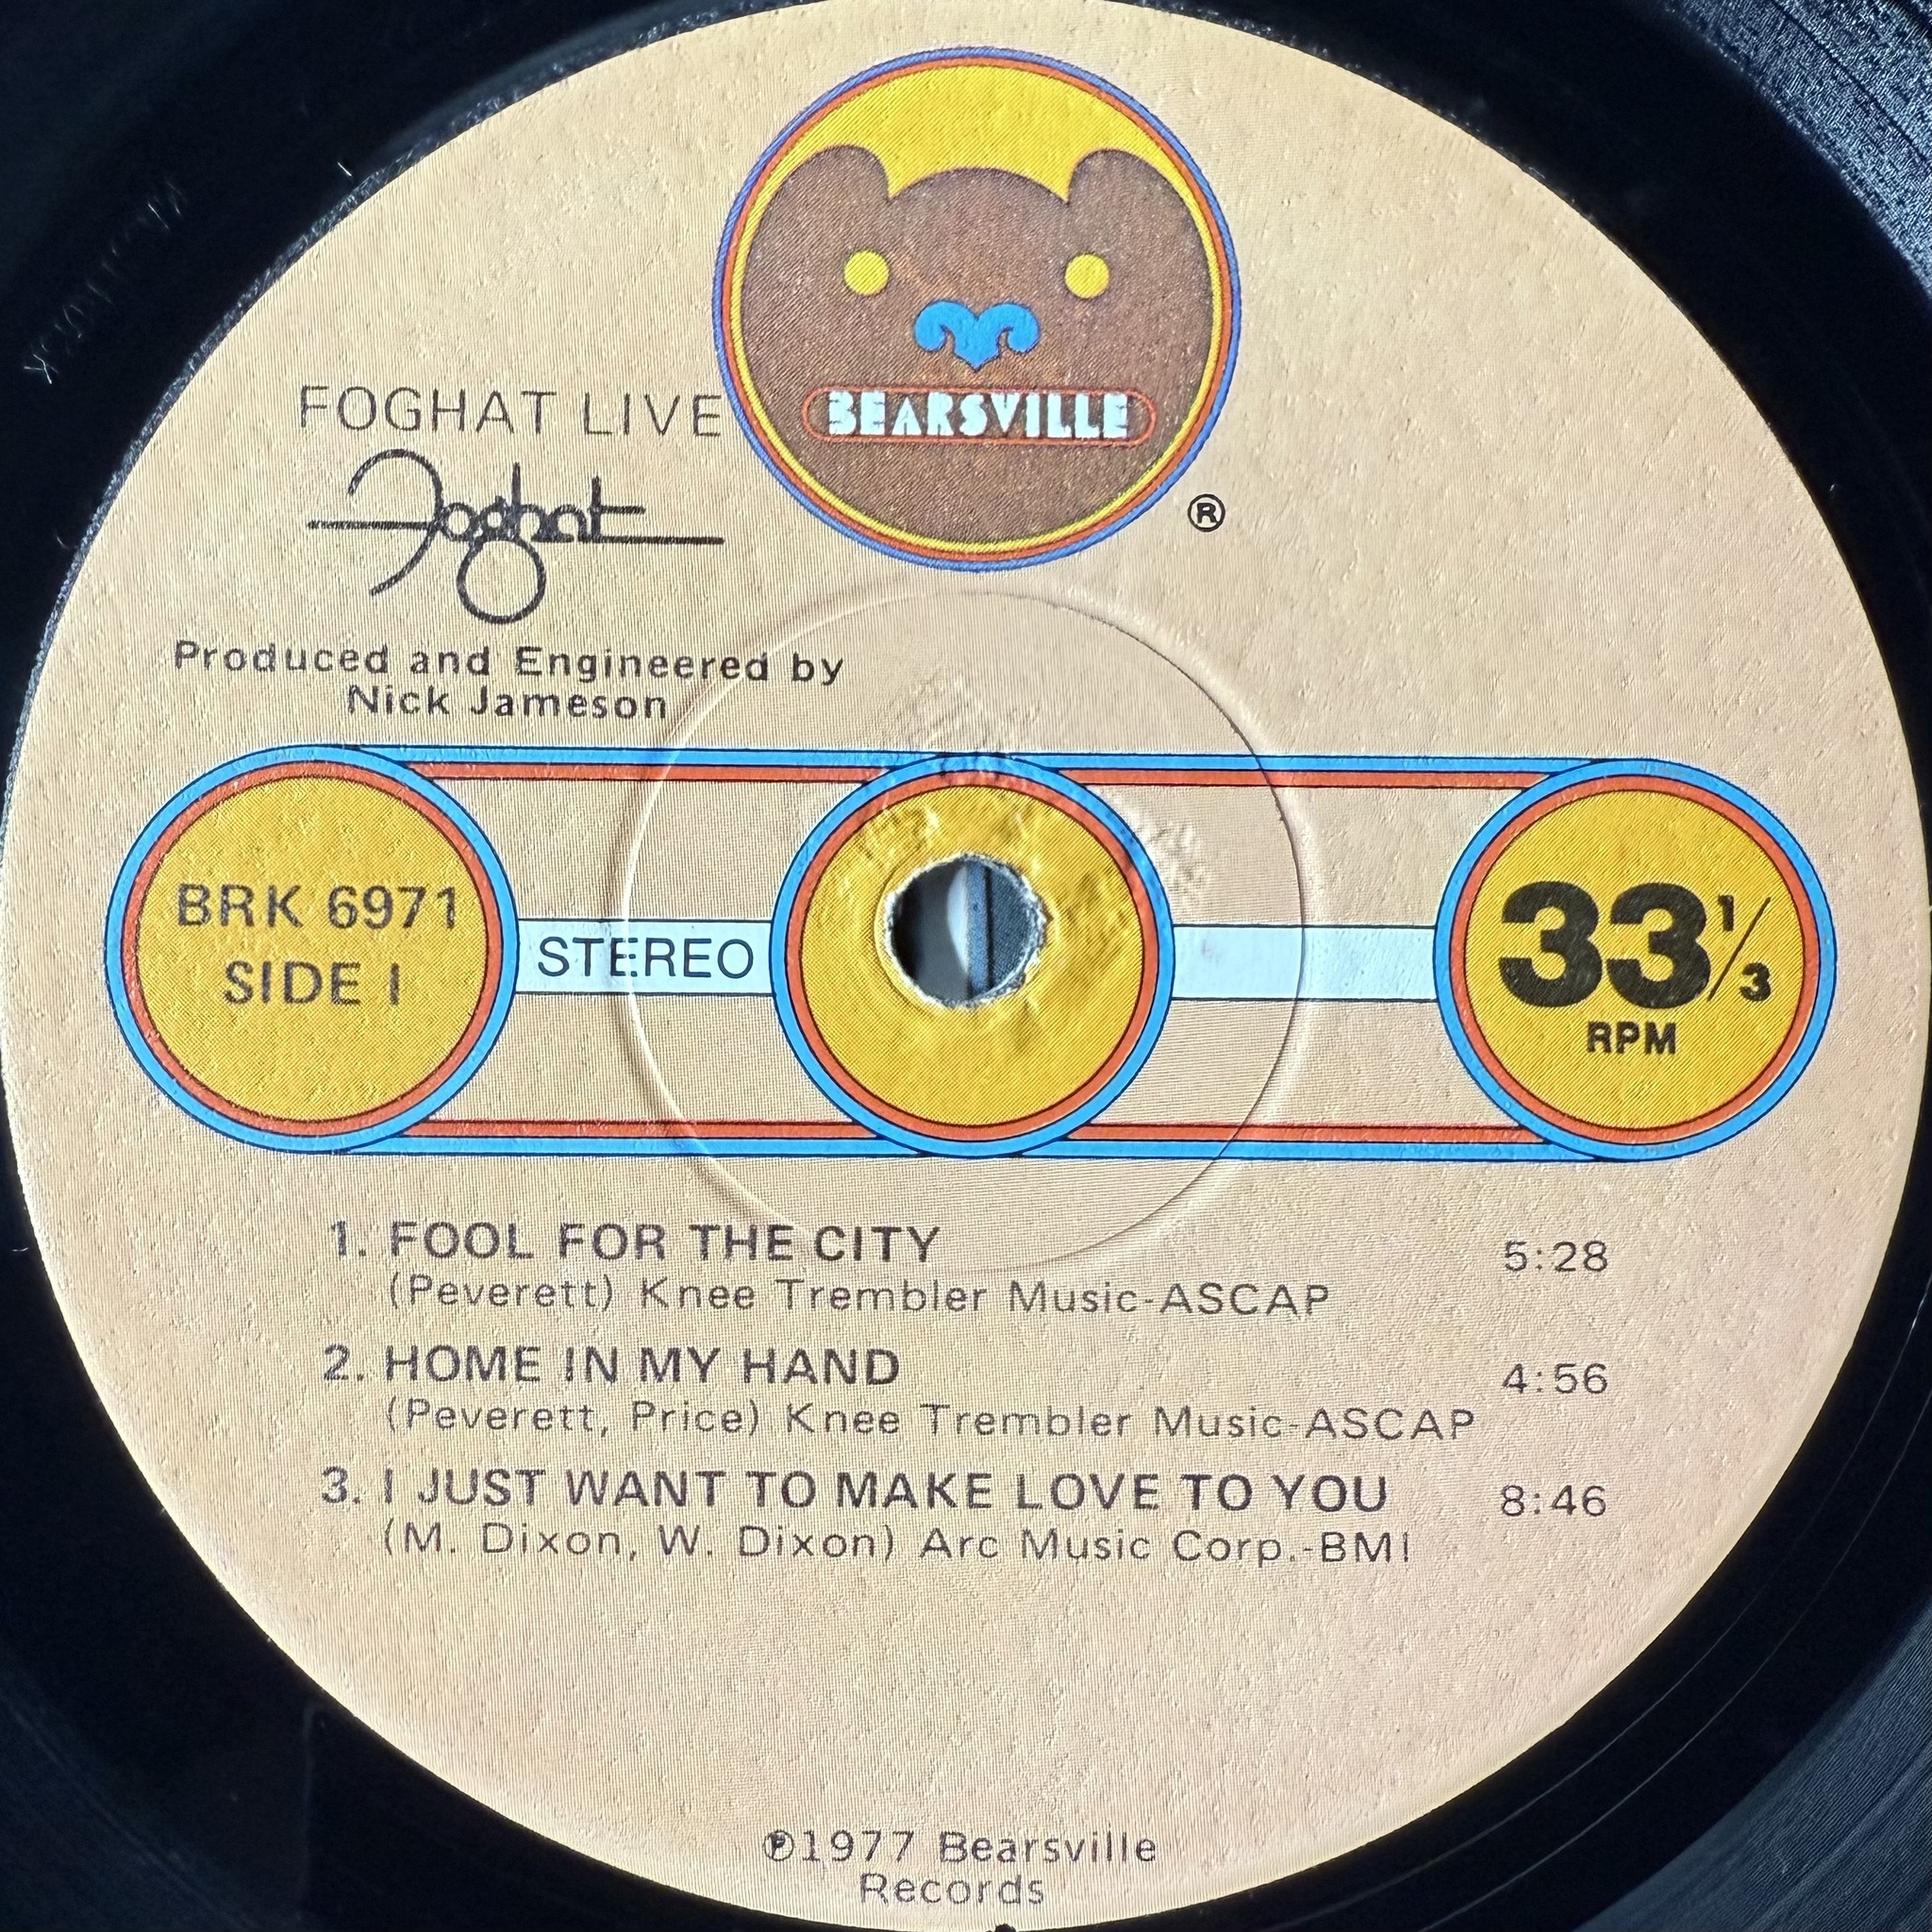 BEARSVILLE
®
FOGHAT LIVE
Foghat
Produced and Engineered by
Nick Jameson
BRK 6971
SIDE I
STEREO
33 1/3
RPM
1. FOOL FOR THE CITY 5:28
(Peverett) Knee Trembler Music-ASCAP
2. HOME IN MY HAND 4:56
(Peverett, Price) Knee Trembler Music-ASCAP
3. I JUST WANT TO MAKE LOVE TO YOU 8:46
(M. Dixon, W. Dixon) Arc Music Corp.-BMI
℗1977 Bearsville
Records